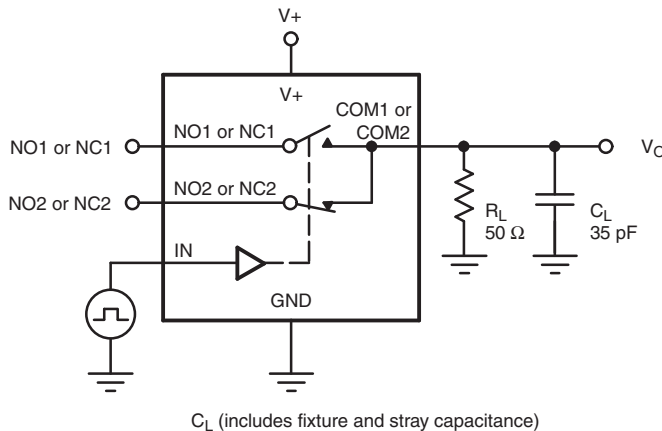 V+
V+
COM1 or
COM2
NO1 or NC1
NO1 or NC1
V_O
NO2 or NC2
NO2 or NC2
R_L
50 Ω
C_L
35 pF
IN
GND
C_L (includes fixture and stray capacitance)